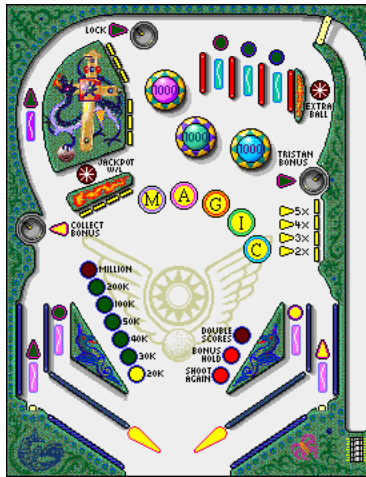 LOCK
1000
EXTRA
BALL
1000
1000
JACKPOT
W/L
TRISTAN
BONUS
M A G I C
5X
4X
3X
2X
COLLECT
BONUS
MILLION
200K
100K
50K
40K
30K
20K
DOUBLE
SCORES
BONUS
HOLD
SHOOT
AGAIN